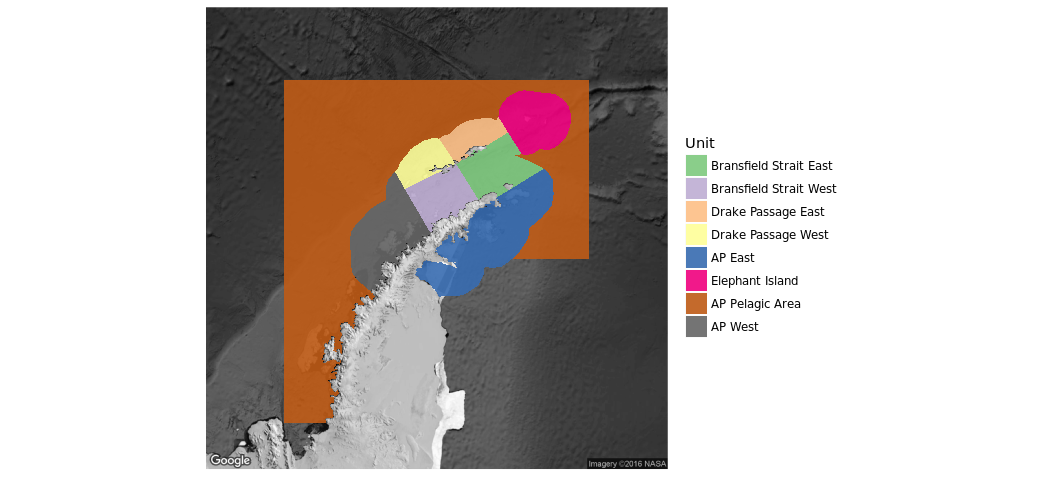 Unit
Bransfield Strait East
Bransfield Strait West
Drake Passage East
Drake Passage West
AP East
Elephant Island
AP Pelagic Area
AP West
Google
Imagery ©2016 NASA